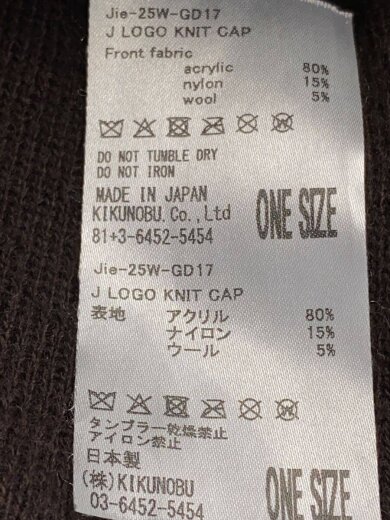 Jie-25W-GD17
J LOGO KNIT CAP
Front fabric
acrylic 80%
nylon 15%
wool 5%
DO NOT TUMBLE DRY
DO NOT IRON
MADE IN JAPAN
KIKUNOBU.Co.,Ltd
81+3-6452-5454
ONE SIZE
Jie-25W-GD17
J LOGO KNIT CAP
表地 アクリル 80%
ナイロン 15%
ウール 5%
タンブラー乾燥禁止
アイロン禁止
日本製
(株)KIKUNOBU
03-6452-5454
ONE SIZE